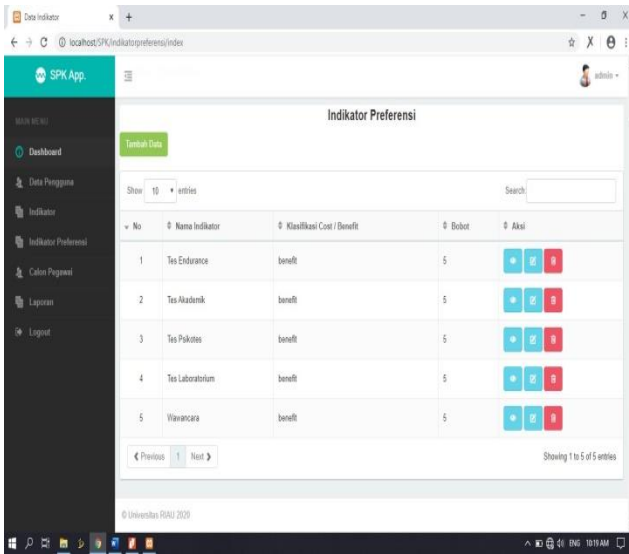 Data Indikator
localhost/SPK/indikatorpreferensi/index
SPK App.
admin
MAIN MENU
Dashboard
Data Pengguna
Indikator
Indikator Preferensi
Calon Pegawai
Laporan
Logout
Indikator Preferensi
Tambah Data
Show 10 entries
Search:
No Nama Indikator Klasifikasi Cost / Benefit Bobot Aksi
1 Tes Endurance benefit 5
2 Tes Akademik benefit 5
3 Tes Psikotes benefit 5
4 Tes Laboratorium benefit 5
5 Wawancara benefit 5
Previous 1 Next
Showing 1 to 5 of 5 entries
© Universitas RIAU 2020
ENG 10:19 AM